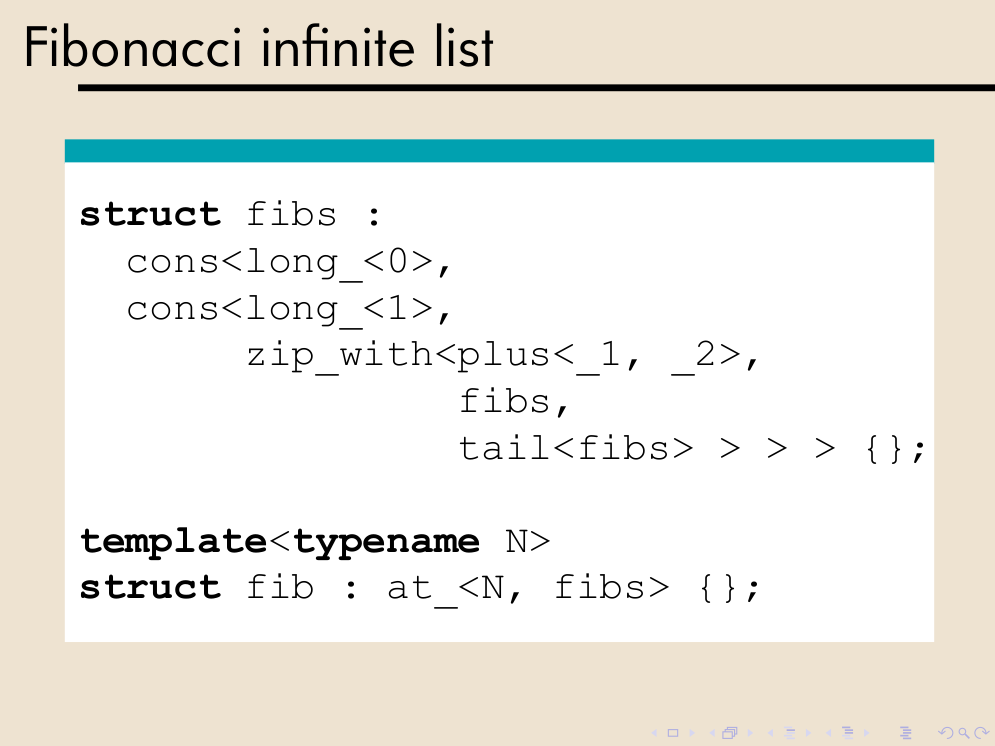 Fibonacci infinite list
struct fibs :
  cons<long_<0>,
  cons<long_<1>,
       zip_with<plus<_1, _2>,
                fibs,
                tail<fibs> > > > {};

template<typename N>
struct fib : at_<N, fibs> {};